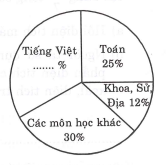 Tiếng Việt
....... %
Toán
25%
Khoa, Sử,
Địa 12%
Các môn học khác
30%